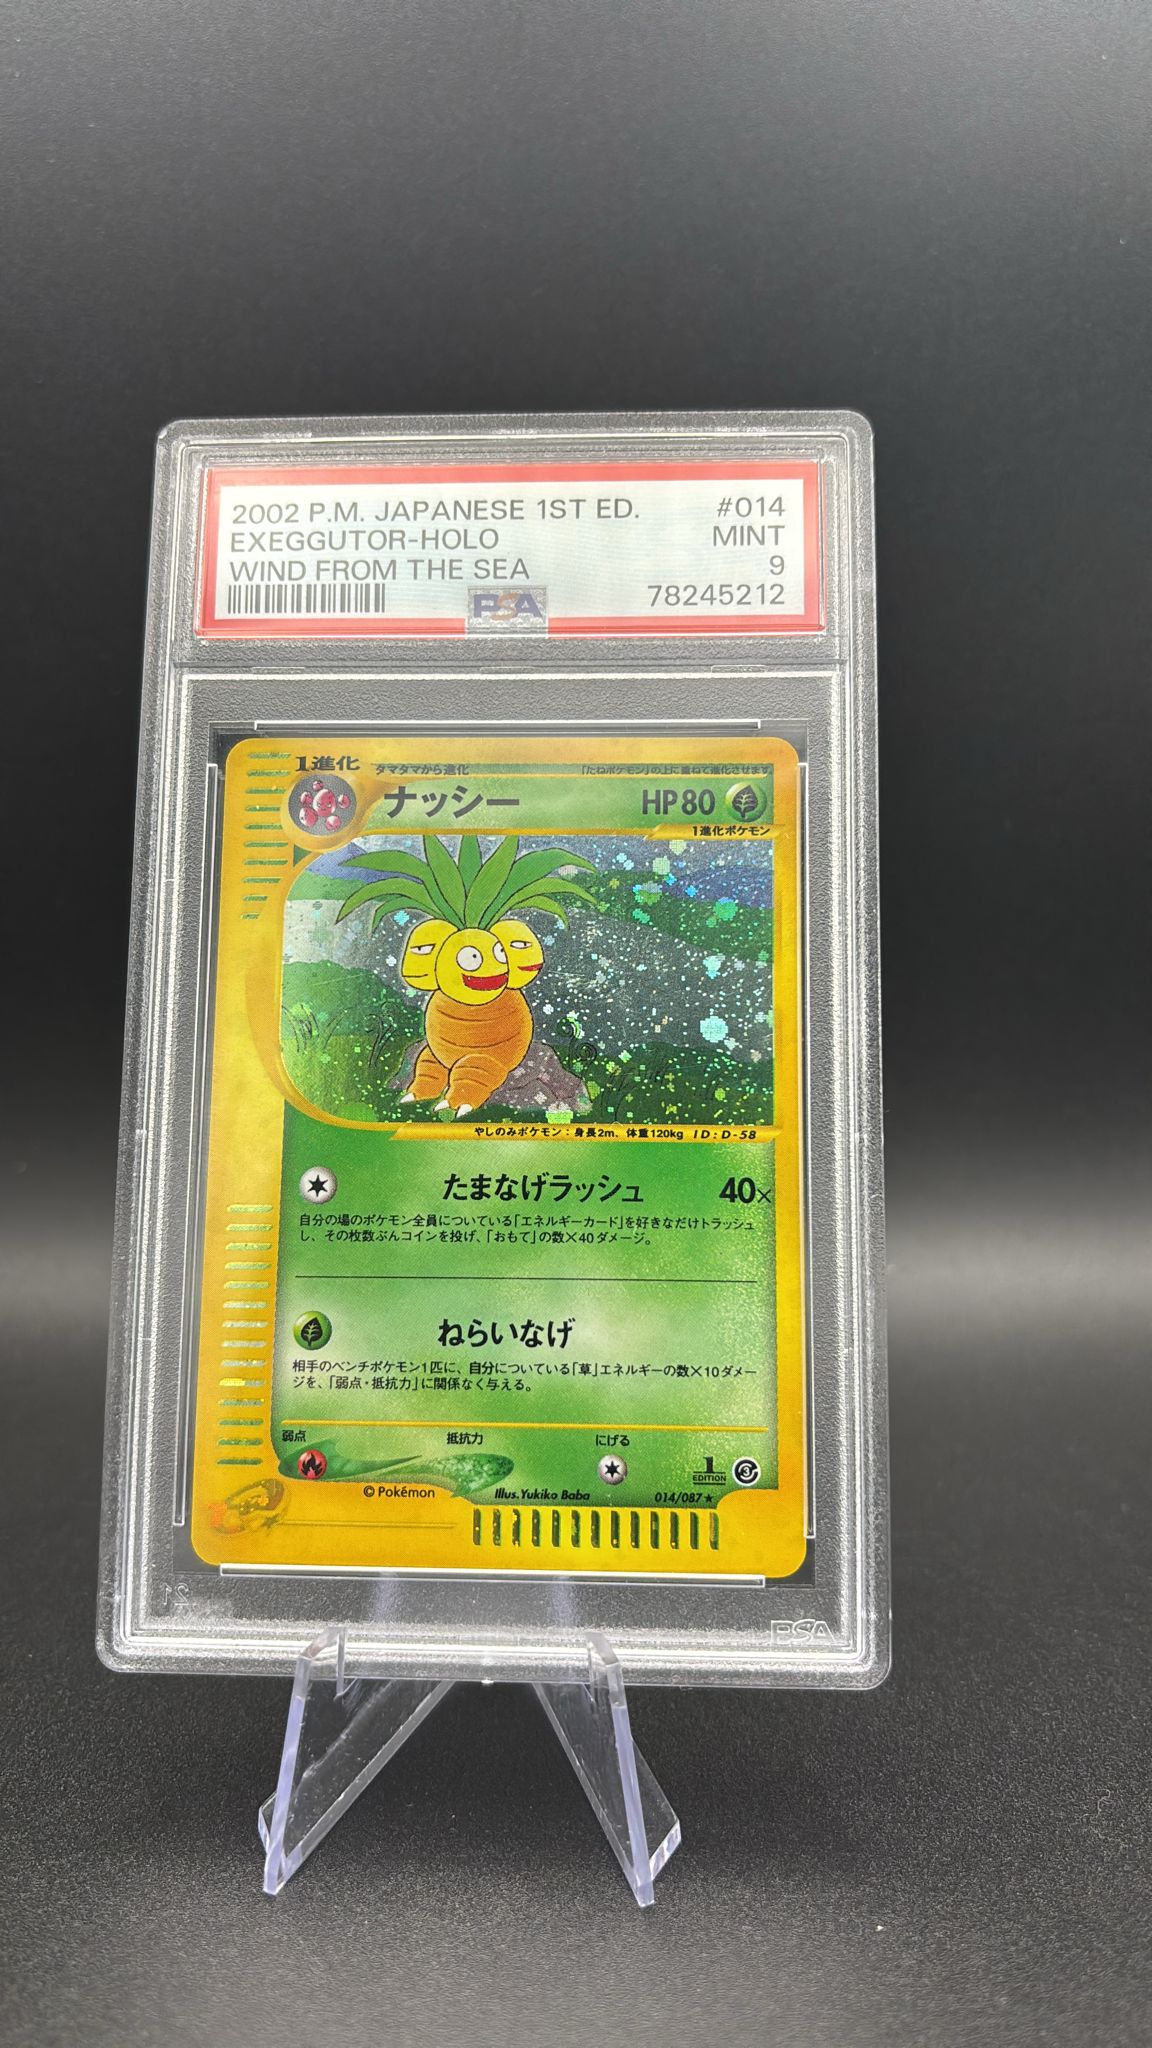 2002 P.M. JAPANESE 1ST ED. #014
EXEGGUTOR-HOLO MINT
WIND FROM THE SEA 9
PSA 78245212
1進化 タマタマから進化 「たねポケモン」の上に重ねて進化させます
ナッシー HP80
1進化ポケモン
やしのみポケモン：身長2m、体重120kg ID：D-58
たまなげラッシュ 40×
自分の場のポケモン全員についている「エネルギーカード」を好きなだけトラッシュ
し、その枚数ぶんコインを投げ、「おもて」の数×40ダメージ。
ねらいなげ
相手のベンチポケモン1匹に、自分についている「草」エネルギーの数×10ダメー
ジを、「弱点・抵抗力」に関係なく与える。
弱点 抵抗力 にげる
1 EDITION 3
©Pokémon Illus.Yukiko Baba 014/087★
21 PSA